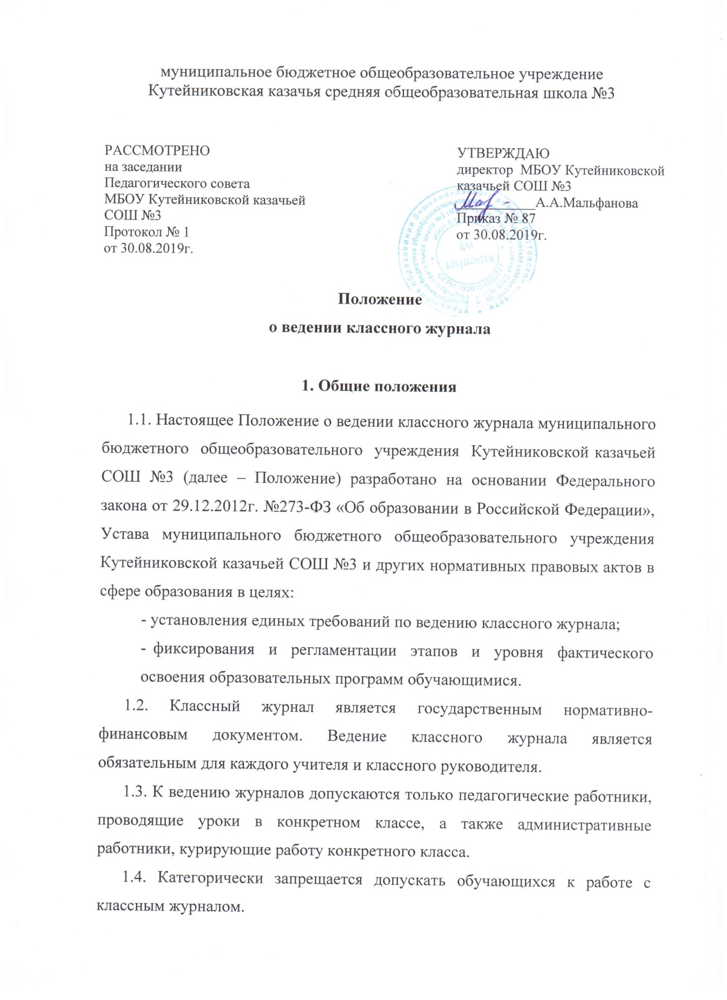 муниципальное бюджетное общеобразовательное учреждение
Кутейниковская казачья средняя общеобразовательная школа №3
РАССМОТРЕНО
на заседании
Педагогического совета
МБОУ Кутейниковской казачьей
СОШ №3
Протокол № 1
от 30.08.2019г.
УТВЕРЖДАЮ
директор МБОУ Кутейниковской
казачьей СОШ №3
___________А.А.Мальфанова
Приказ № 87
от 30.08.2019г.
Для
документов
Положение
о ведении классного журнала
1. Общие положения
1.1. Настоящее Положение о ведении классного журнала муниципального
бюджетного общеобразовательного учреждения Кутейниковской казачьей
СОШ №3 (далее – Положение) разработано на основании Федерального
закона от 29.12.2012г. №273-ФЗ «Об образовании в Российской Федерации»,
Устава муниципального бюджетного общеобразовательного учреждения
Кутейниковской казачьей СОШ №3 и других нормативных правовых актов в
сфере образования в целях:
- установления единых требований по ведению классного журнала;
- фиксирования и регламентации этапов и уровня фактического
освоения образовательных программ обучающимися.
1.2. Классный журнал является государственным нормативно-
финансовым документом. Ведение классного журнала является
обязательным для каждого учителя и классного руководителя.
1.3. К ведению журналов допускаются только педагогические работники,
проводящие уроки в конкретном классе, а также административные
работники, курирующие работу конкретного класса.
1.4. Категорически запрещается допускать обучающихся к работе с
классным журналом.